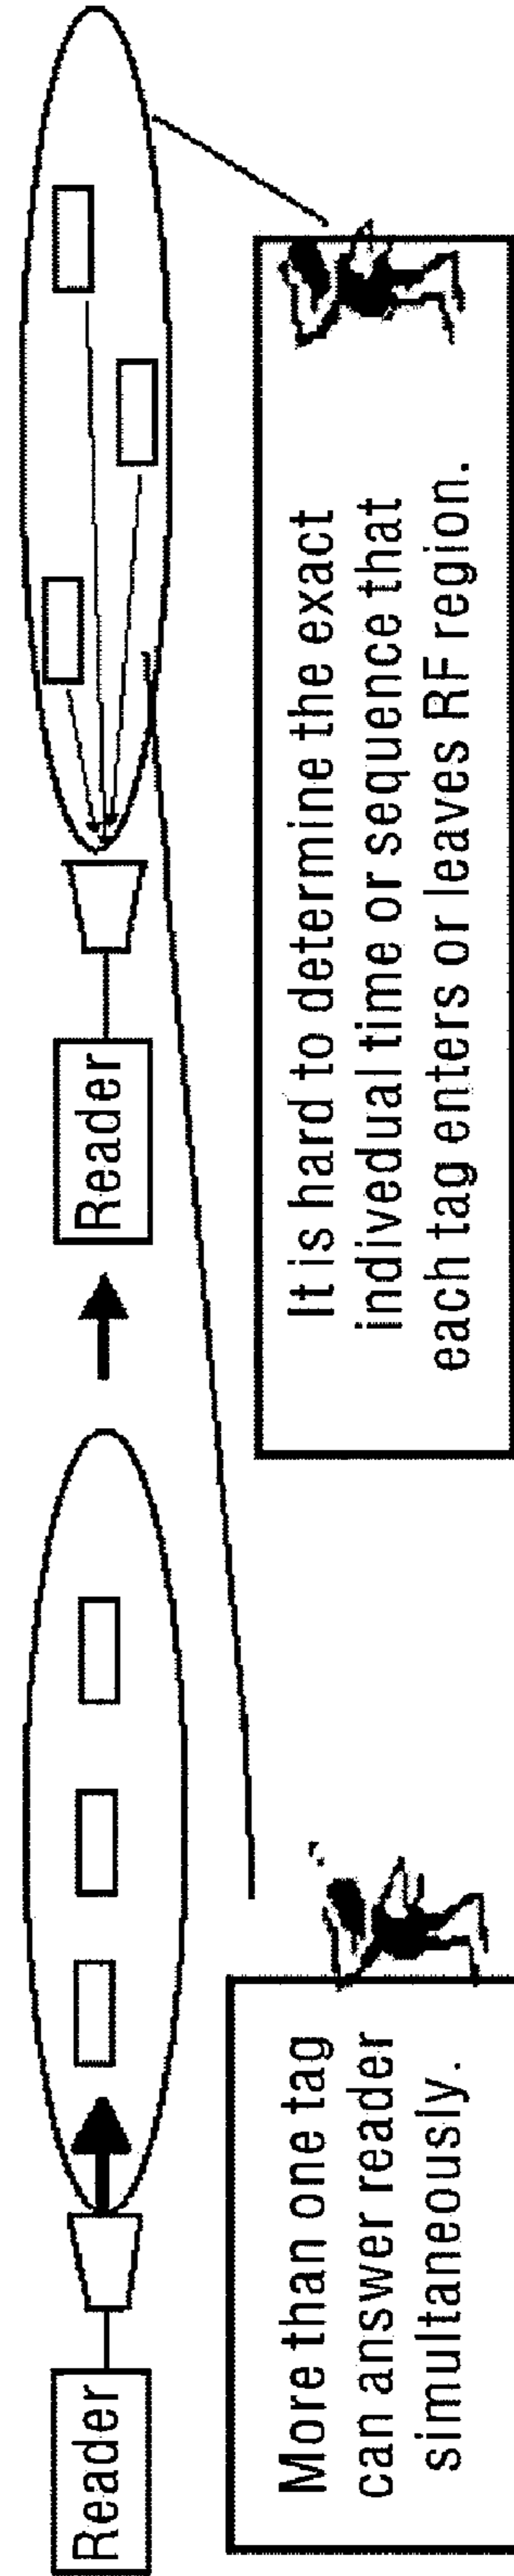 Reader
Reader
More than one tag
can answer reader
simultaneously.
It is hard to determine the exact
indivedual time or sequence that
each tag enters or leaves RF region.